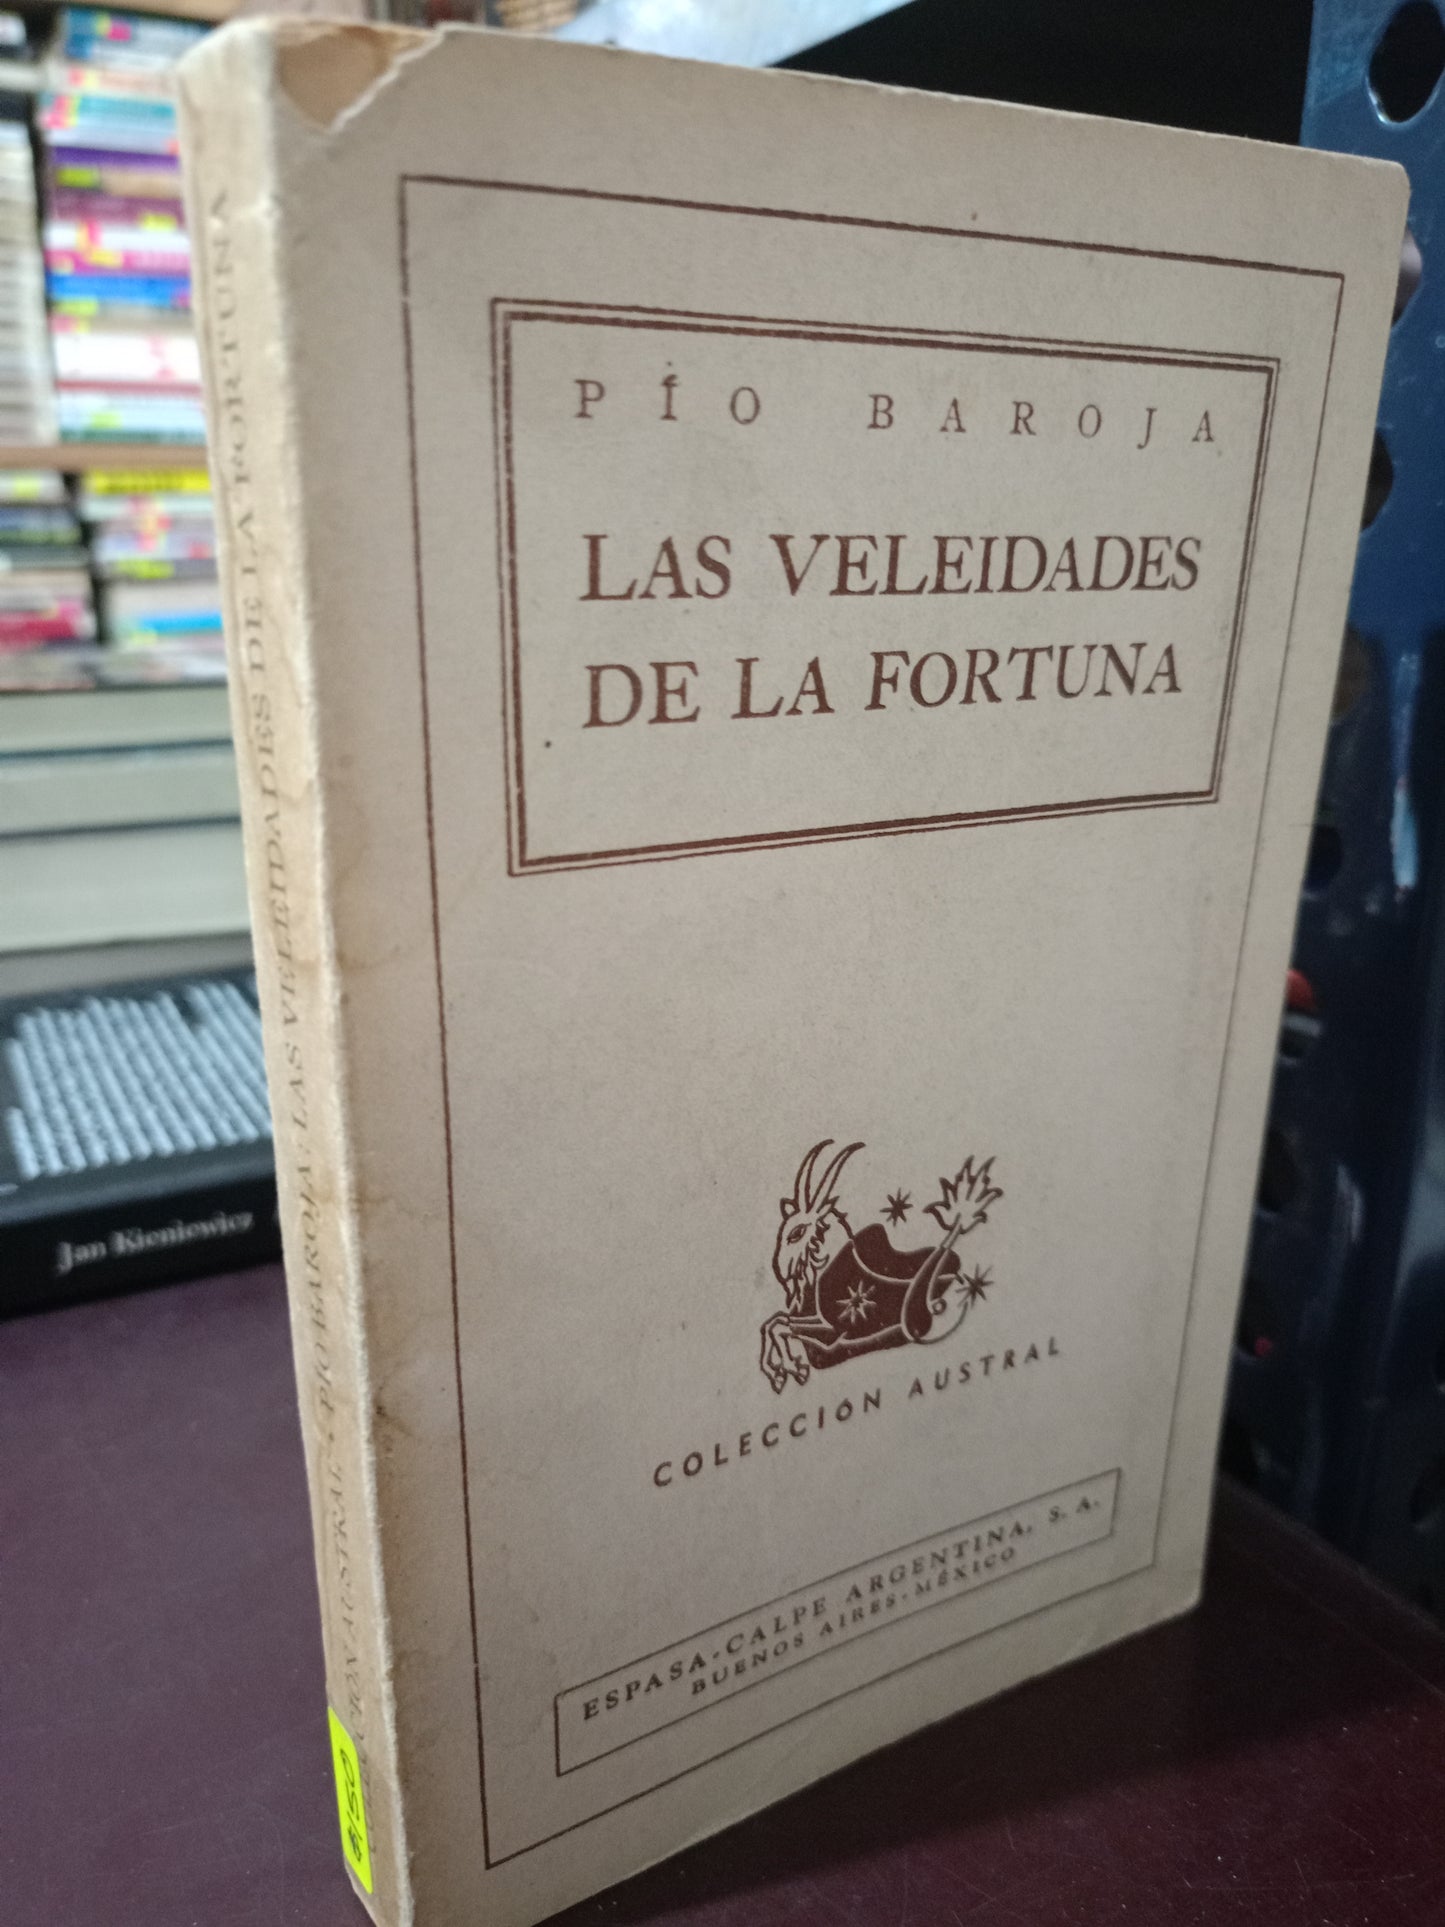 PÍO BAROJA
LAS VELEIDADES
DE LA FORTUNA
COLECCIÓN AUSTRAL
ESPASA-CALPE ARGENTINA, S. A.
BUENOS AIRES-MÉXICO
PÍO BAROJA: LAS VELEIDADES DE LA FORTUNA
Jan Kieniewicz